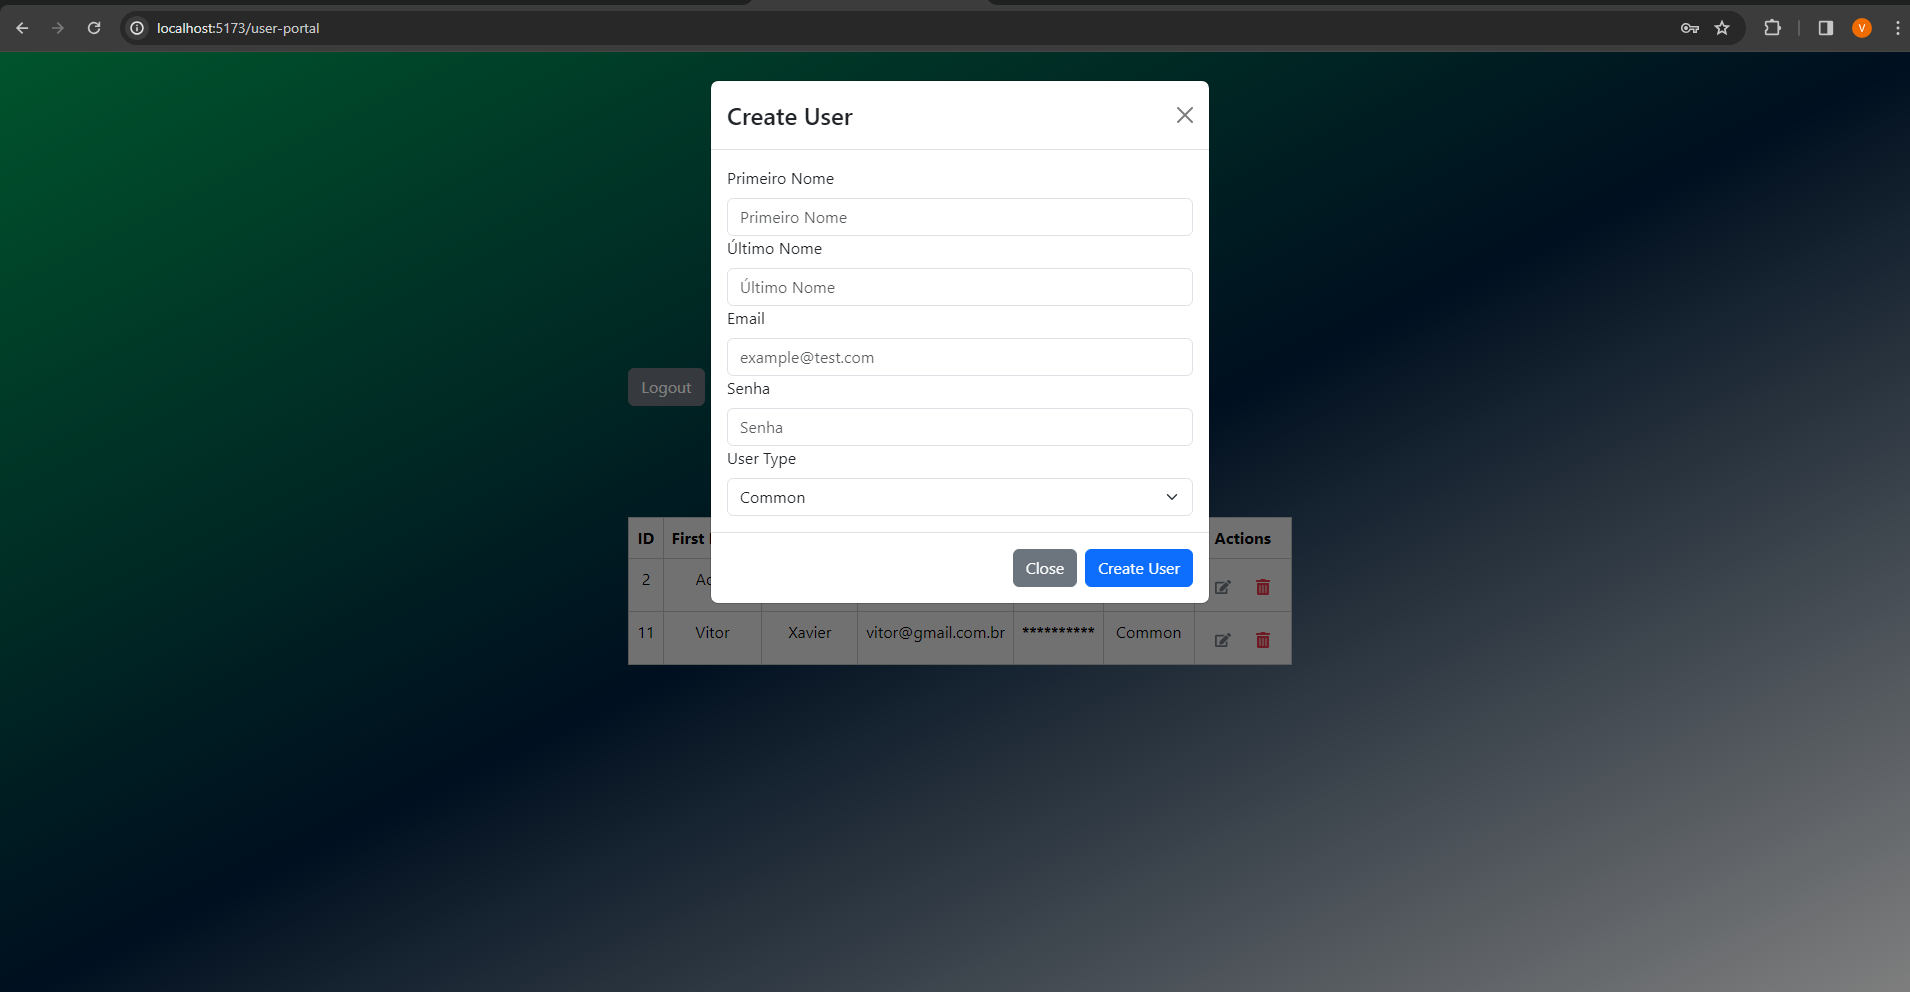 localhost:5173/user-portal
V
Create User
Primeiro Nome
Primeiro Nome
Último Nome
Último Nome
Email
example@test.com
Logout
Senha
Senha
User Type
Common
ID First Actions
Close Create User
2
11 Vitor Xavier vitor@gmail.com.br ********** Common